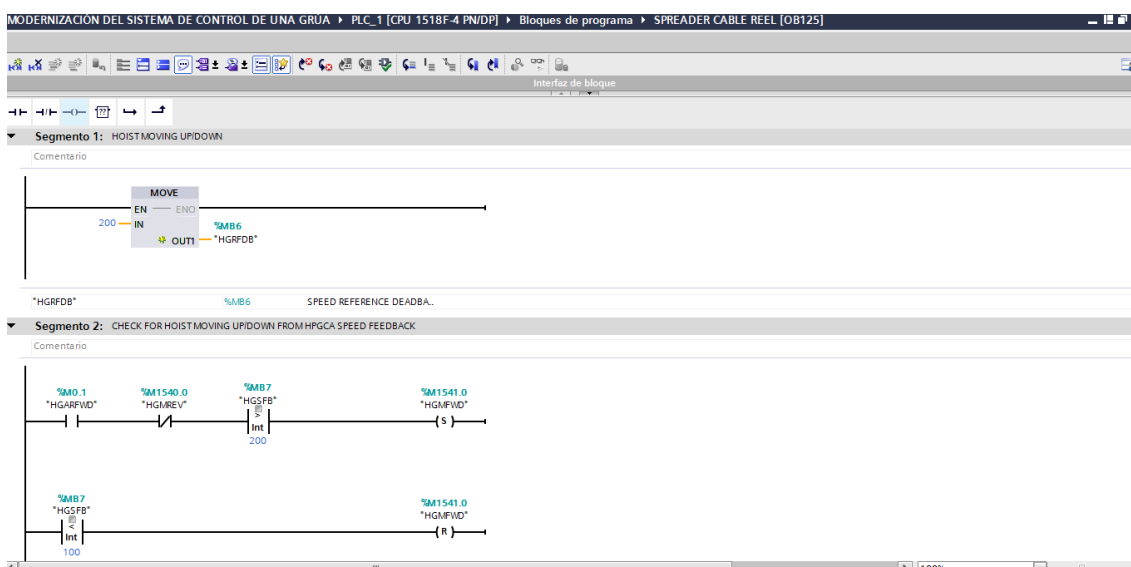 MODERNIZACIÓN DEL SISTEMA DE CONTROL DE UNA GRÚA ▸ PLC_1 [CPU 1518F-4 PN/DP] ▸ Bloques de programa ▸ SPREADER CABLE REEL [OB125]
Interfaz de bloque
Segmento 1: HOIST MOVING UP/DOWN
Comentario
MOVE
EN ENO
200 IN
%MB6
OUT1 "HGRFDB"
"HGRFDB" %MB6 SPEED REFERENCE DEADBA..
Segmento 2: CHECK FOR HOIST MOVING UP/DOWN FROM HPGCA SPEED FEEDBACK
Comentario
%M0.1 %M1540.0 %MB7 %M1541.0
"HGARFWD" "HGMREV" "HGSFB" "HGMFWD"
>
Int
S
200
%MB7 %M1541.0
"HGSFB" "HGMFWD"
<
Int
R
100
100%